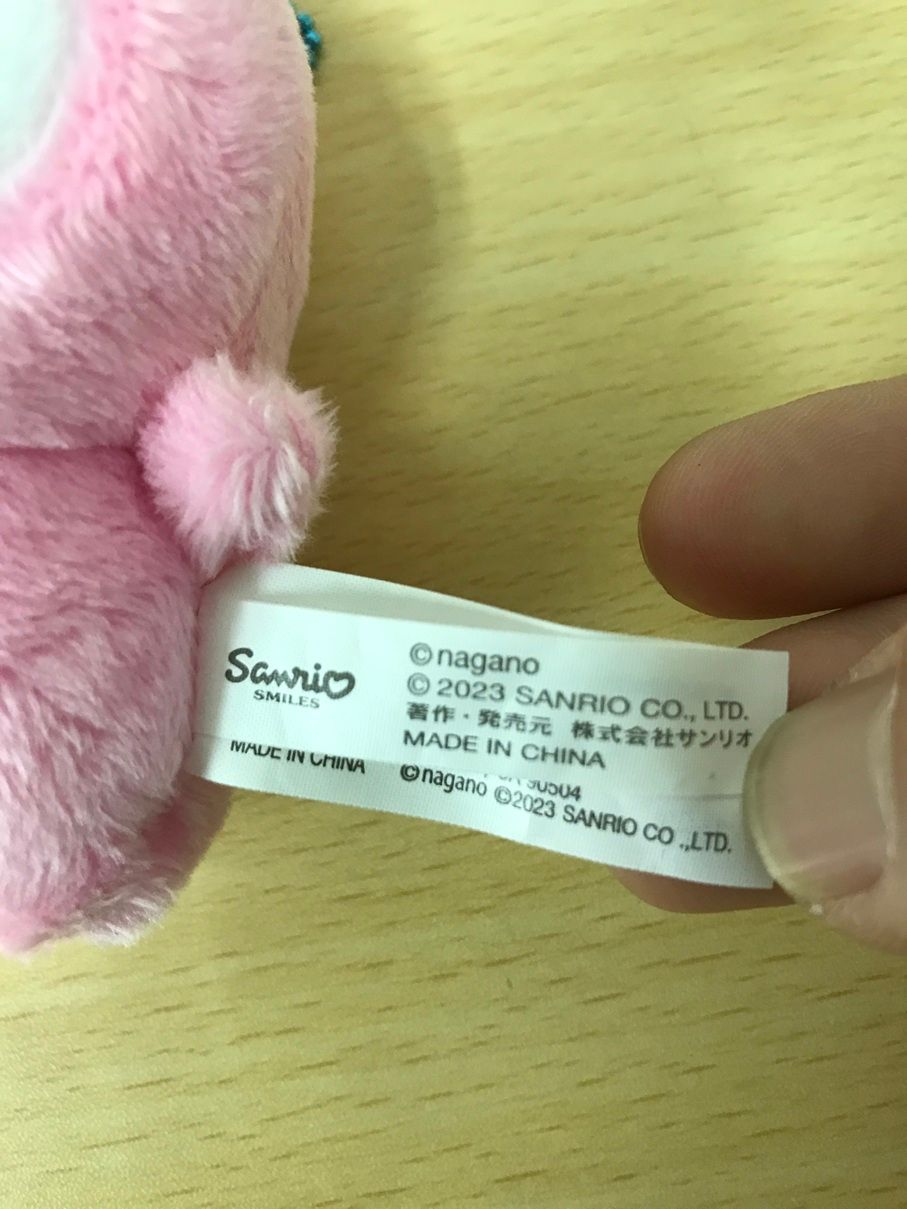 Sanrio
SMILES
©nagano
© 2023 SANRIO CO., LTD.
著作・発売元 株式会社サンリオ
MADE IN CHINA
MADE IN CHINA
90504
©nagano ©2023 SANRIO CO .,LTD.